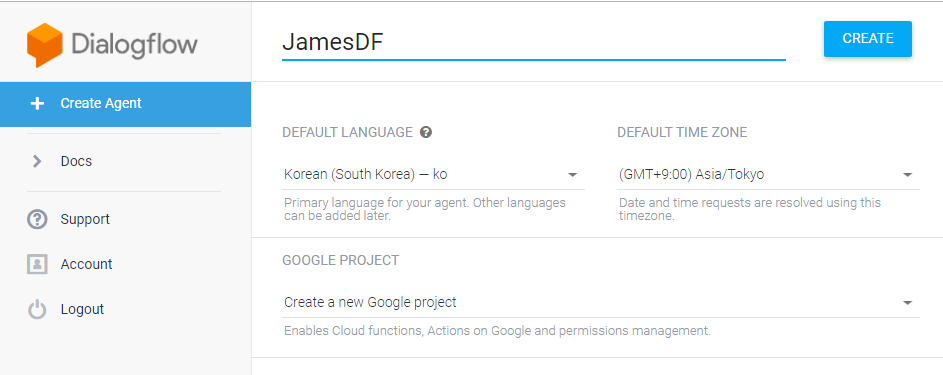 Dialogflow
Create Agent
Docs
Support
Account
Logout
JamesDF
CREATE
DEFAULT LANGUAGE ?
Korean (South Korea) — ko
Primary language for your agent. Other languages
can be added later.
DEFAULT TIME ZONE
(GMT+9:00) Asia/Tokyo
Date and time requests are resolved using this
timezone.
GOOGLE PROJECT
Create a new Google project
Enables Cloud functions, Actions on Google and permissions management.